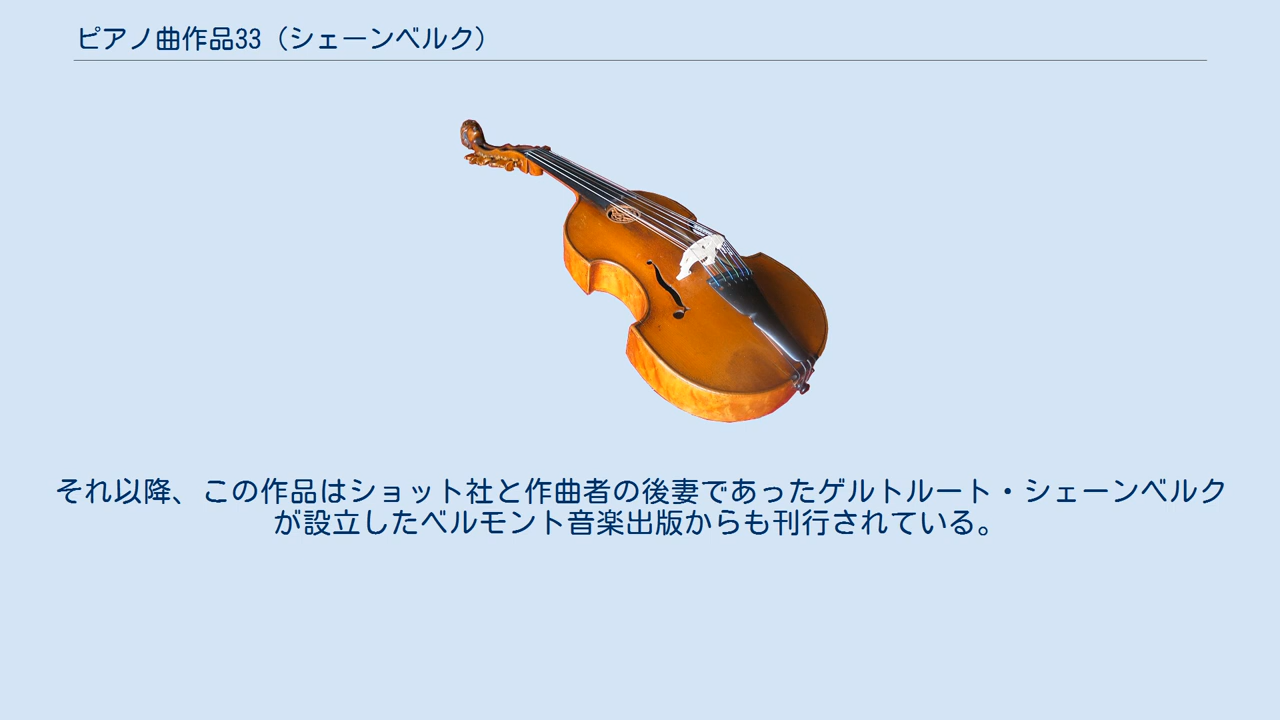 ピアノ曲作品33（シェーンベルク）
それ以降、この作品はショット社と作曲者の後妻であったゲルトルート・シェーンベルク
が設立したベルモント音楽出版からも刊行されている。